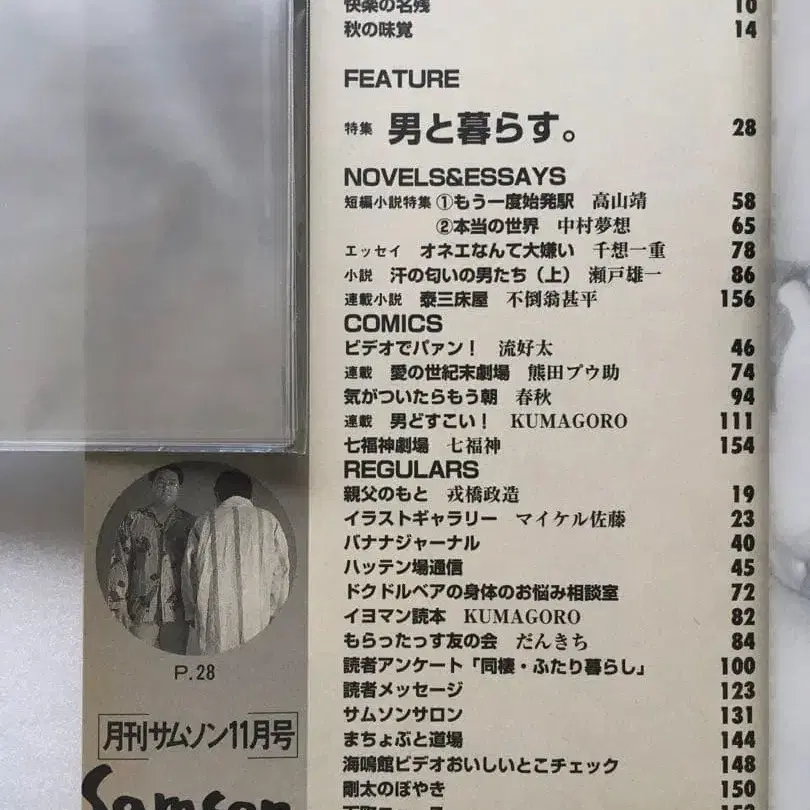 快楽の名残 10
秋の味覚 14
FEATURE
特集 男と暮らす。 28
NOVELS&ESSAYS
短編小説特集 ①もう一度始発駅 高山靖 58
②本当の世界 中村夢想 65
エッセイ オネエなんて大嫌い 千想一重 78
小説 汗の匂いの男たち（上） 瀬戸雄一 86
連載小説 泰三床屋 不倒翁甚平 156
COMICS
ビデオでバァン！ 流好太 46
連載 愛の世紀末劇場 熊田プウ助 74
気がついたらもう朝 春秋 94
連載 男どすこい！ KUMAGORO 111
七福神劇場 七福神 154
REGULARS
親父のもと 戎橋政造 19
イラストギャラリー マイケル佐藤 23
バナナジャーナル 40
ハッテン場通信 45
ドクドルベアの身体のお悩み相談室 72
イヨマン読本 KUMAGORO 82
もらったっす友の会 だんきち 84
読者アンケート「同棲・ふたり暮らし」 100
読者メッセージ 123
サムソンサロン 131
まちょぶと道場 144
海鳴館ビデオおいしいとこチェック 148
剛太のぼやき 150
P.28
月刊サムソン11月号
Samson